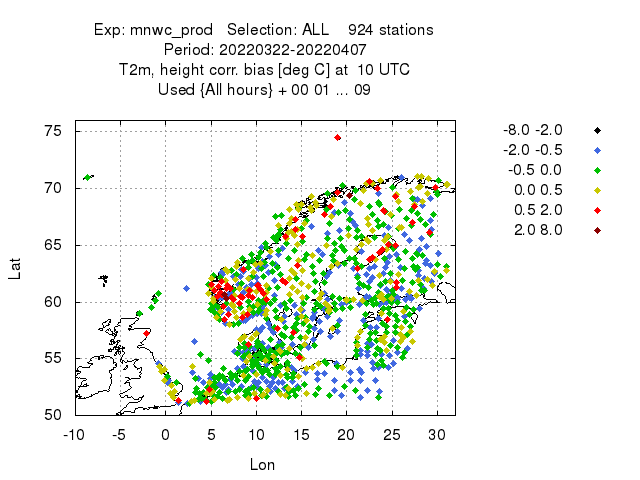 Exp: mnwc_prod Selection: ALL 924 stations
Period: 20220322-20220407
T2m, height corr. bias [deg C] at 10 UTC
Used {All hours} + 00 01 ... 09
75
70
65
60
55
50
Lat
-10 -5 0 5 10 15 20 25 30
Lon
-8.0 -2.0
-2.0 -0.5
-0.5 0.0
0.0 0.5
0.5 2.0
2.0 8.0